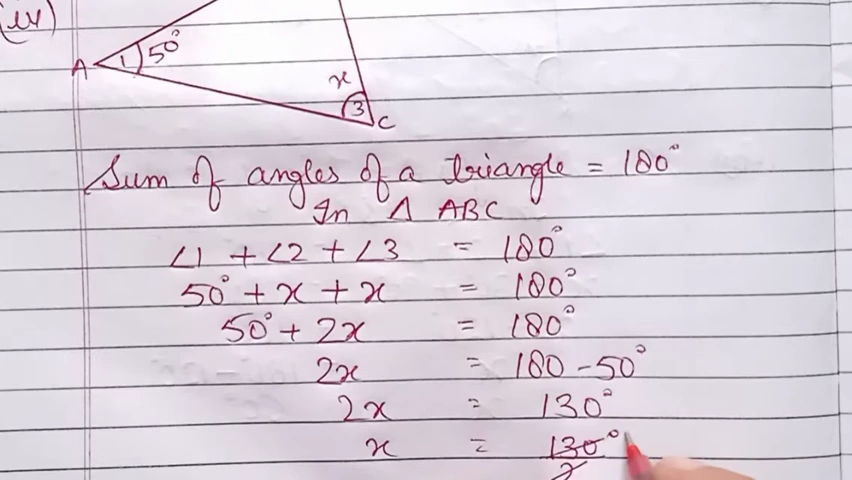 (iv)
A 1 50°
x
3 C
Sum of angles of a triangle = 180°
In Δ ABC
∠1 + ∠2 + ∠3 = 180°
50° + x + x = 180°
50° + 2x = 180°
2x = 180 - 50°
2x = 130°
x = 130°/2